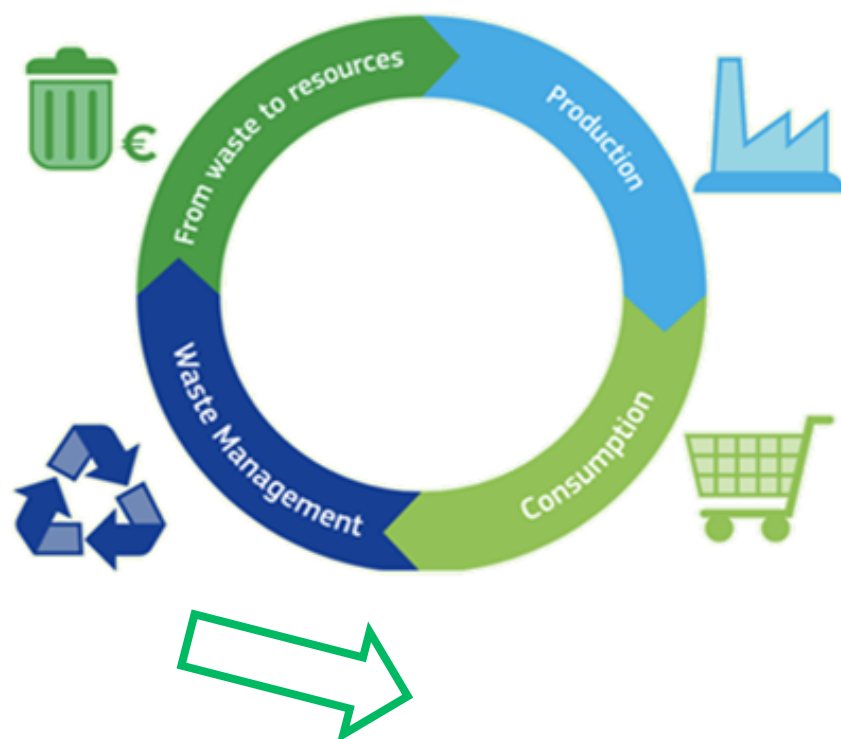 From waste to resources
Production
€
Consumption
Waste Management